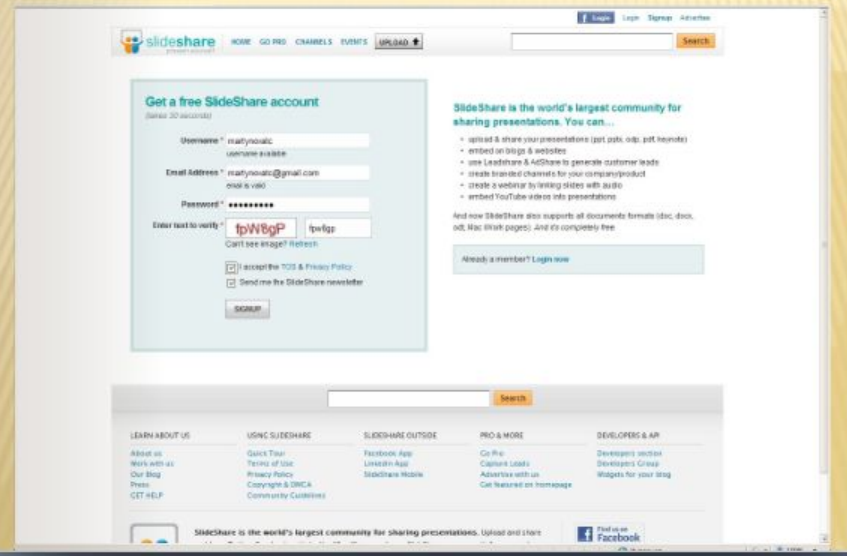 Login Login Signup Advertise
slideshare
present yourself
HOME GO PRO CHANNELS EVENTS UPLOAD
Search
Get a free SlideShare account
(takes 30 seconds)
Username * martynovatc
username available
Email Address * martynovatc@gmail.com
email is valid
Password * •••••••••
Enter text to verify * fpW8gP fpw8gp
Can't see image? Refresh
I accept the TOS & Privacy Policy
Send me the SlideShare newsletter
SIGNUP
SlideShare is the world's largest community for
sharing presentations. You can...
• upload & share your presentations (ppt, pptx, odp, pdf, keynote)
• embed on blogs & websites
• use Leadshare & AdShare to generate customer leads
• create branded channels for your company/product
• create a webinar by linking slides with audio
• embed YouTube videos into presentations
And now SlideShare also supports all documents formats (doc, docx,
odt, Mac iWork pages). And it's completely free.
Already a member? Login now
Search
LEARN ABOUT US
About us
Work with us
Our Blog
Press
GET HELP
USING SLIDESHARE
Quick Tour
Terms of Use
Privacy Policy
Copyright & DMCA
Community Guidelines
SLIDESHARE OUTSIDE
Facebook App
LinkedIn App
SlideShare Mobile
PRO & MORE
Go Pro
Capture Leads
Advertise with us
Get featured on homepage
DEVELOPERS & API
Developers section
Developers Group
Widgets for your blog
SlideShare is the world's largest community for sharing presentations. Upload and share
Find us on
Facebook